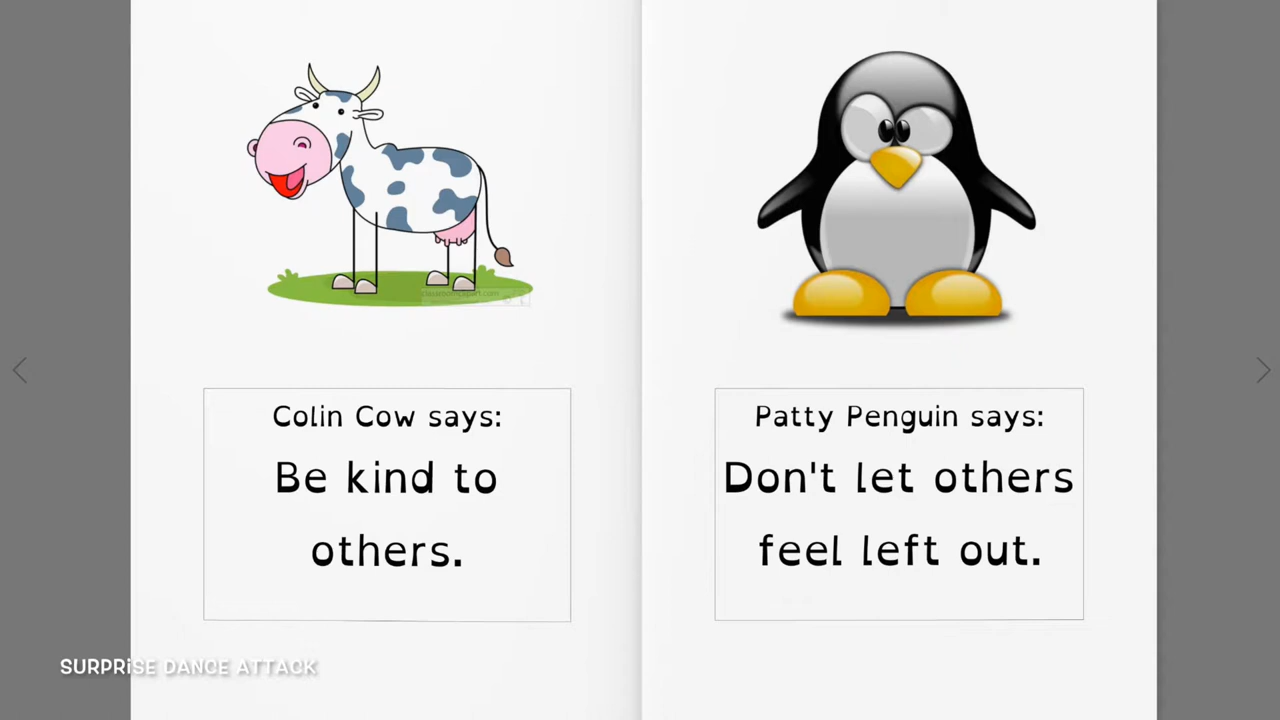 Colin Cow says:
Be kind to
others.
Patty Penguin says:
Don't let others
feel left out.
SURPRiSE DANCE ATTACK